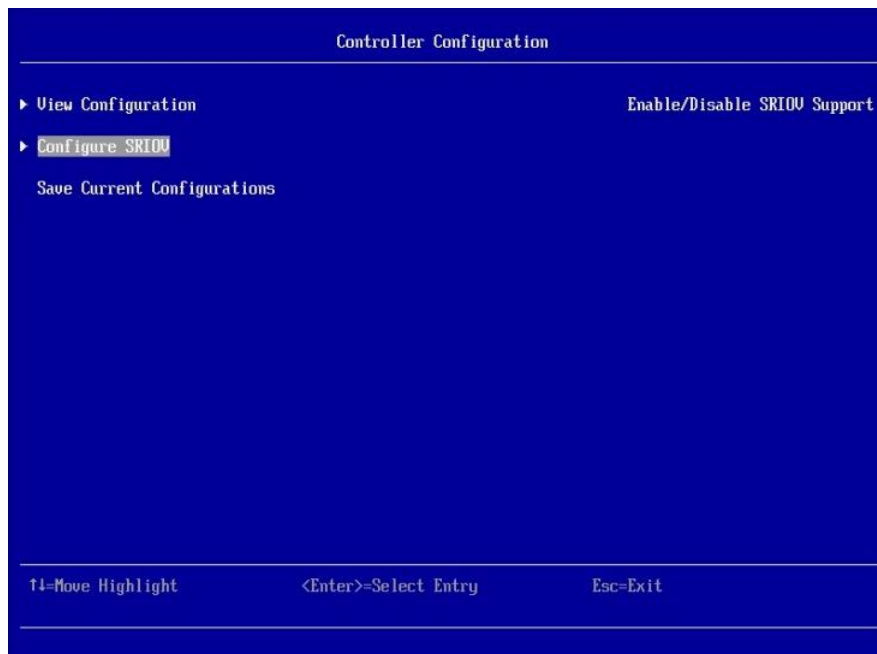 Controller Configuration
▶ View Configuration
Enable/Disable SRIOV Support
▶ Configure SRIOV
Save Current Configurations
↑↓=Move Highlight <Enter>=Select Entry Esc=Exit